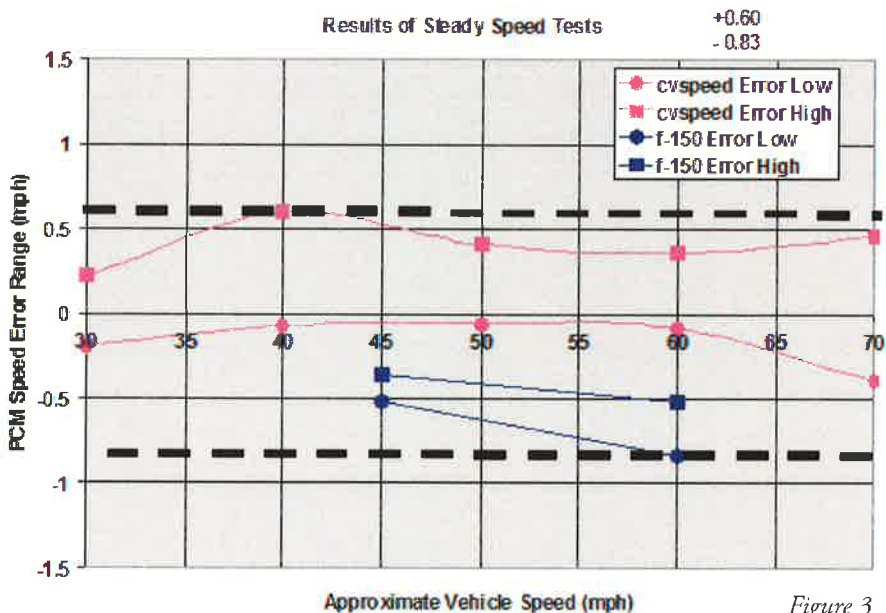 Results of Steady Speed Tests
+0.60
- 0.83
1.5
1
0.5
0
-0.5
-1
-1.5
PCM Speed Error Range (mph)
cvspeed Error Low
cvspeed Error High
f-150 Error Low
f-150 Error High
30 35 40 45 50 55 60 65 70
Approximate Vehicle Speed (mph)
Figure 3